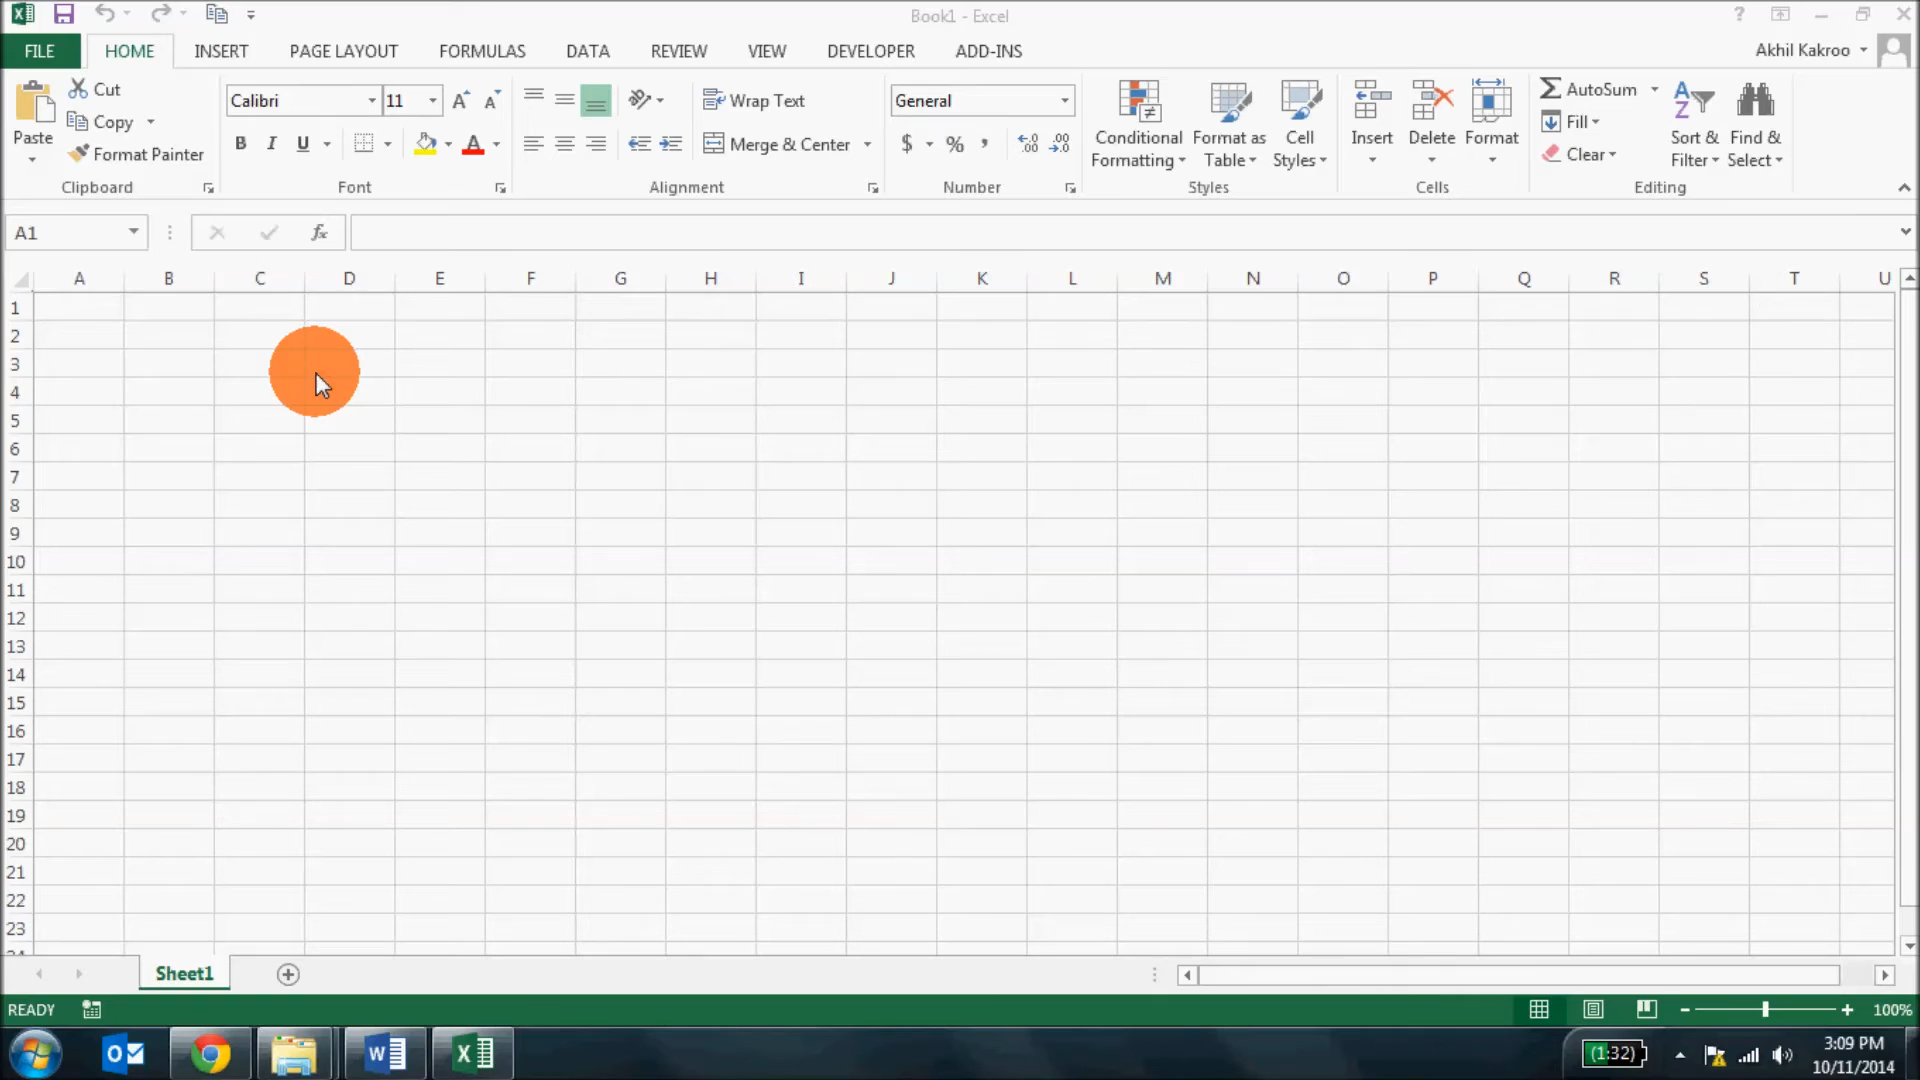 Book1 - Excel
?
FILE HOME INSERT PAGE LAYOUT FORMULAS DATA REVIEW VIEW DEVELOPER ADD-INS Akhil Kakroo
Paste
Cut
Copy
Format Painter
Clipboard
Calibri 11
B I U A
Font
Wrap Text
Merge & Center
Alignment
General
$ % , .00 .00
Number
Conditional Formatting
Format as Table
Cell Styles
Styles
Insert
Delete
Format
Cells
AutoSum
Fill
Clear
Sort & Filter
Find & Select
Editing
A1 fx
A B C D E F G H I J K L M N O P Q R S T U
1
2
3
4
5
6
7
8
9
10
11
12
13
14
15
16
17
18
19
20
21
22
23
Sheet1
READY 100%
(1:32)
3:09 PM
10/11/2014